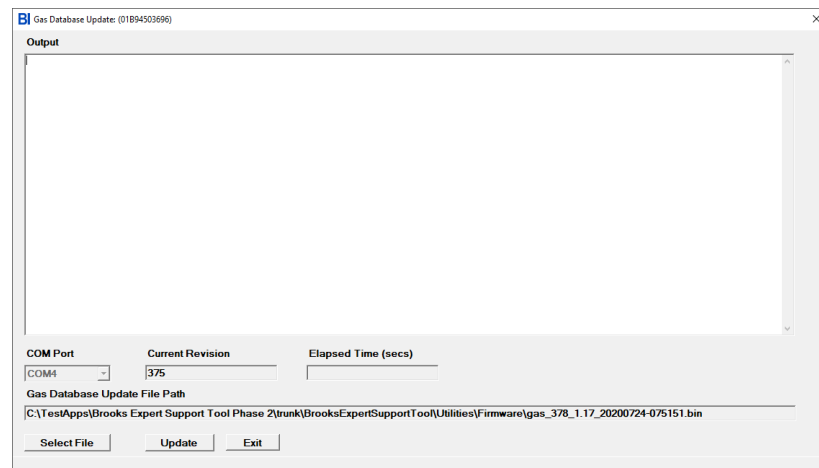 BI Gas Database Update: (01B94503696)
Output
COM Port Current Revision Elapsed Time (secs)
COM4 375
Gas Database Update File Path
C:\TestApps\Brooks Expert Support Tool Phase 2\trunk\BrooksExpertSupportTool\Utilities\Firmware\gas_378_1.17_20200724-075151.bin
Select File Update Exit